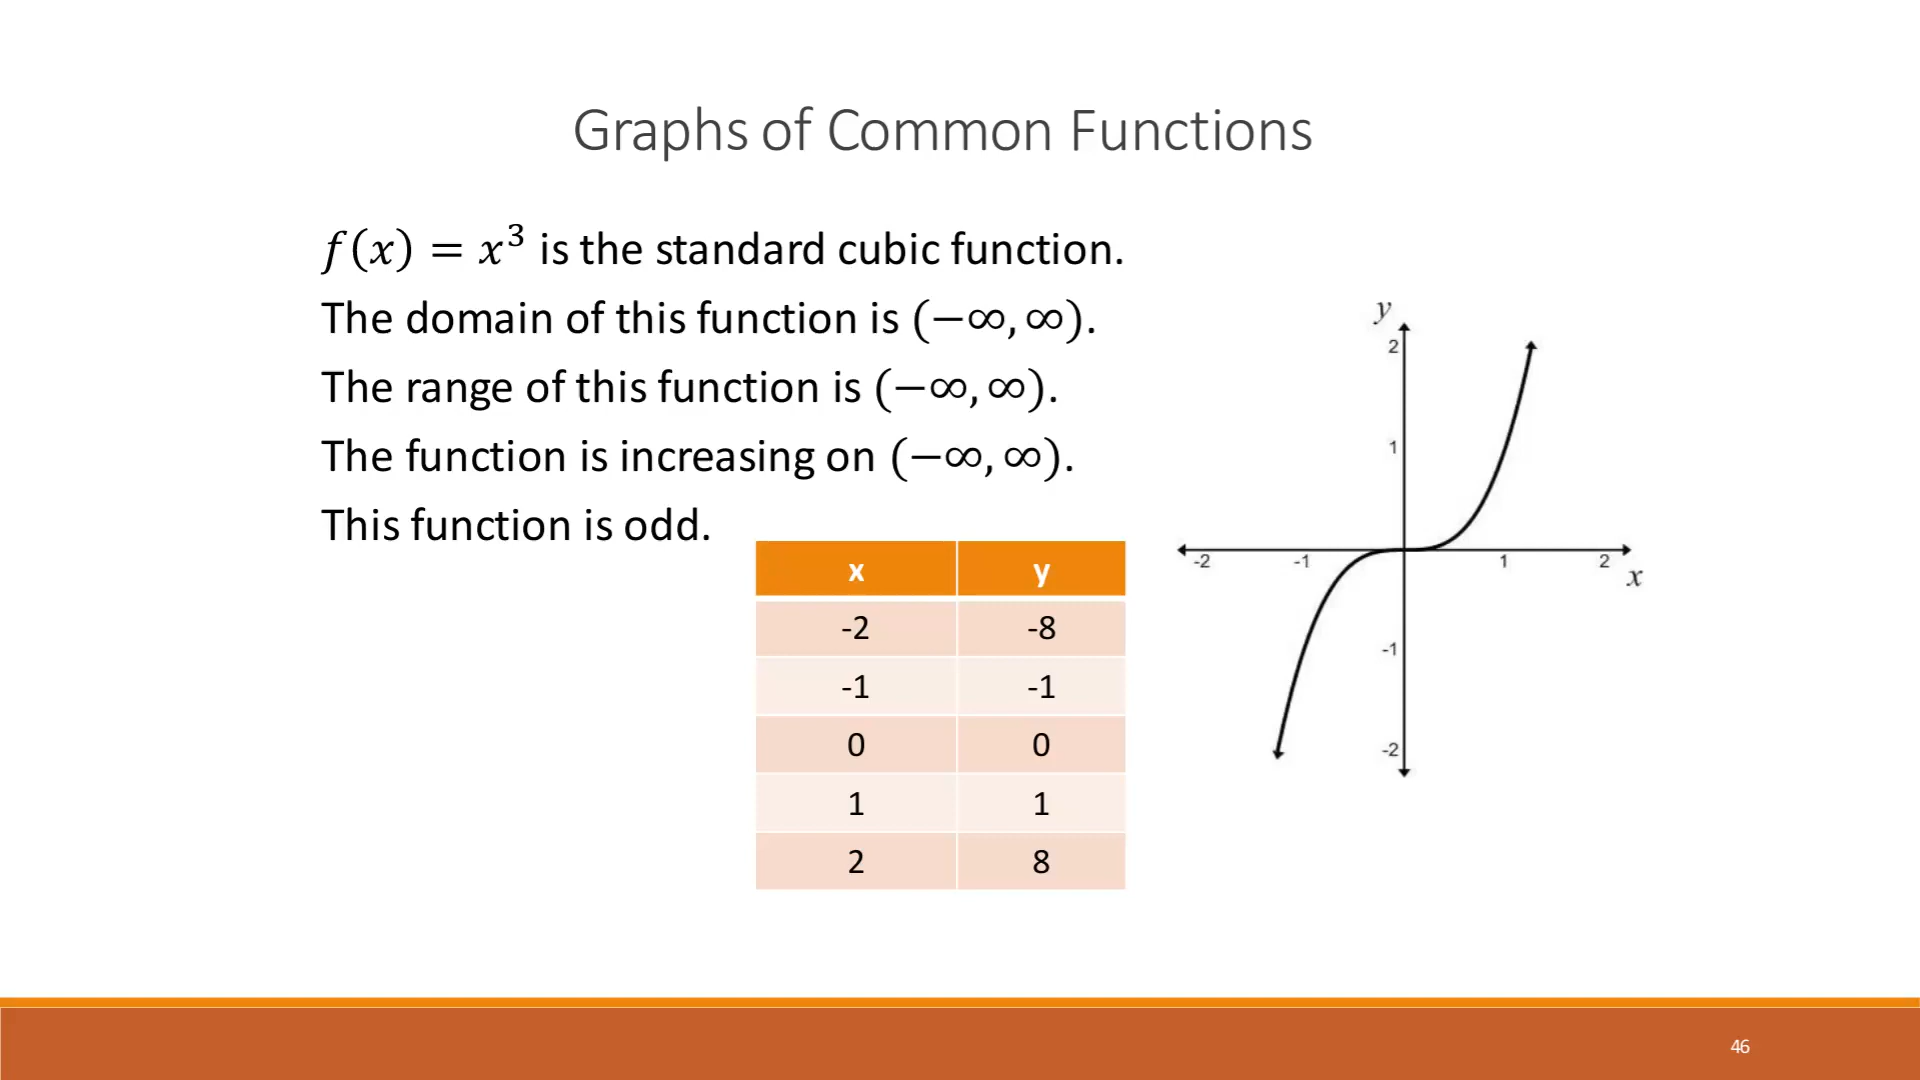 Graphs of Common Functions
f(x) = x³ is the standard cubic function.
The domain of this function is (−∞, ∞).
The range of this function is (−∞, ∞).
The function is increasing on (−∞, ∞).
This function is odd.
x y
-2 -8
-1 -1
0 0
1 1
2 8
y
2
1
-2 -1 1 2
x
-1
-2
46